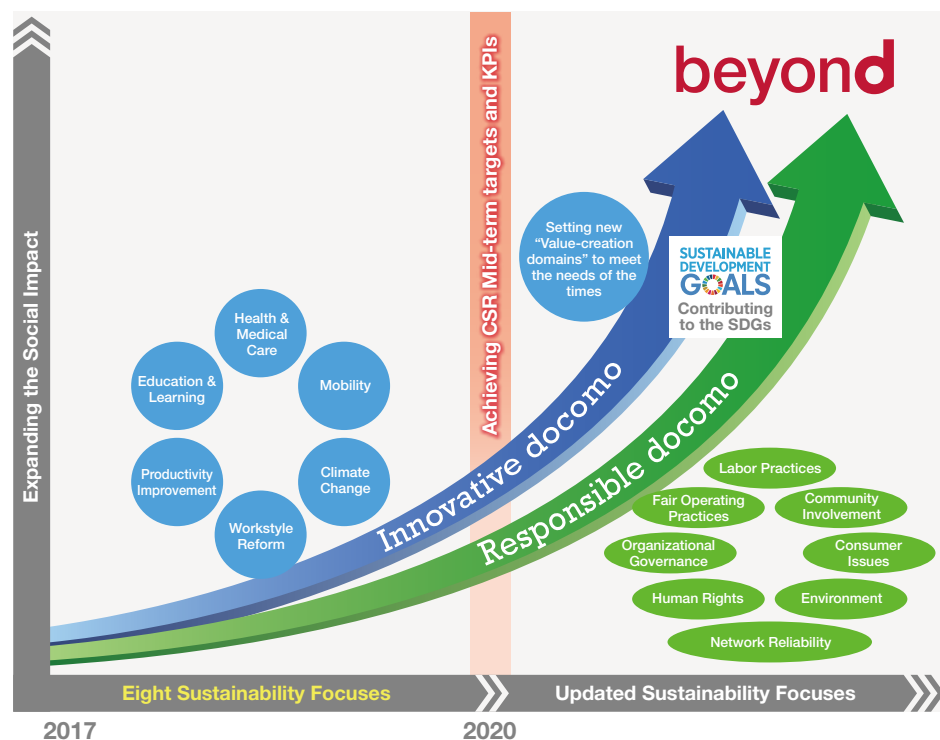 beyond
Achieving CSR Mid-term targets and KPIs
Expanding the Social Impact
Setting new
“Value-creation
domains” to meet
the needs of the
times
SUSTAINABLE
DEVELOPMENT
GOALS
Contributing
to the SDGs
Health &
Medical
Care
Education &
Learning
Mobility
Productivity
Improvement
Climate
Change
Workstyle
Reform
Innovative docomo
Responsible docomo
Labor Practices
Fair Operating
Practices
Community
Involvement
Organizational
Governance
Consumer
Issues
Human Rights
Environment
Network Reliability
Eight Sustainability Focuses
Updated Sustainability Focuses
2017
2020